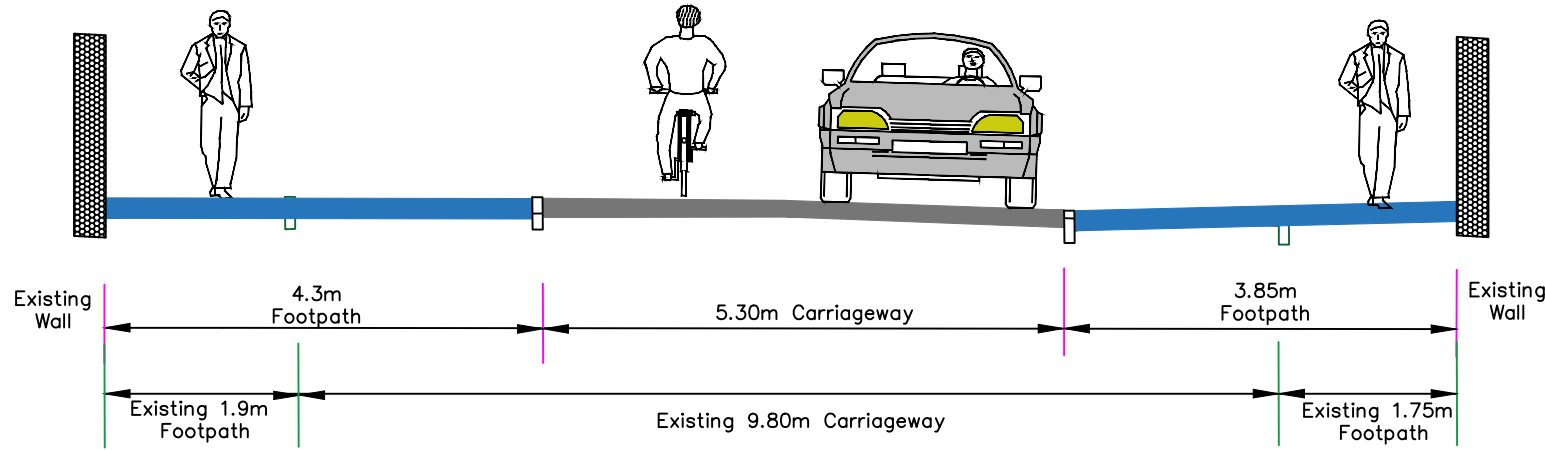 Existing
Wall
4.3m
Footpath
5.30m Carriageway
3.85m
Footpath
Existing
Wall
Existing 1.9m
Footpath
Existing 9.80m Carriageway
Existing 1.75m
Footpath